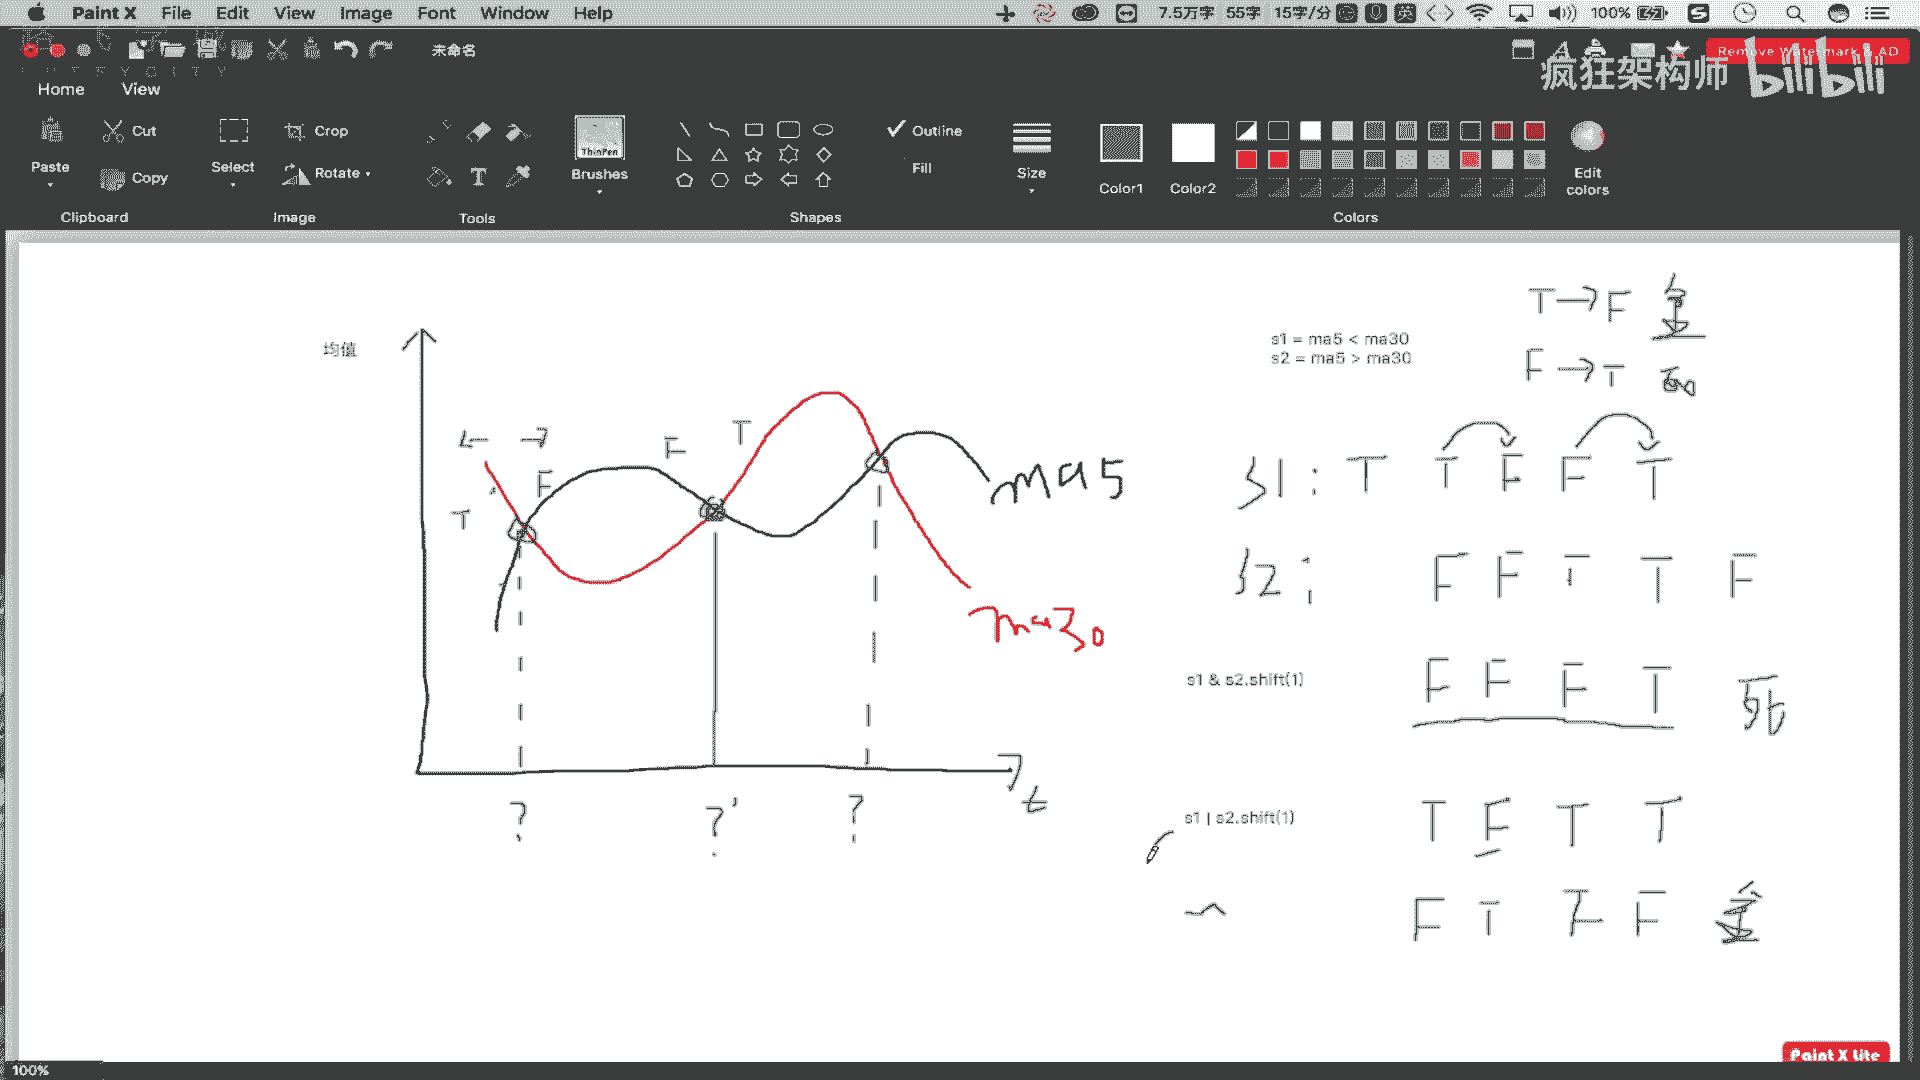 Paint X File Edit View Image Font Window Help 7.5万字 55字 15字/分 英 100%
未命名 Remove Watermark & AD
疯狂架构师 bilibili
Home View
Cut Crop Outline
ThinPen
Paste Select Brushes Fill
Copy Rotate Size Color1 Color2 Edit colors
Clipboard Image Tools Shapes Colors
T→F 金
均值
s1 = ma5 < ma30
s2 = ma5 > ma30
F→T 死
F T
F T
ma5
s1: T T F F T
s2: F F T T F
ma30
s1 & s2.shift(1) F F F T 死
t
? ?' ?
s1 | s2.shift(1) T F T T
~ F T F F 金
Paint X Lite
100%